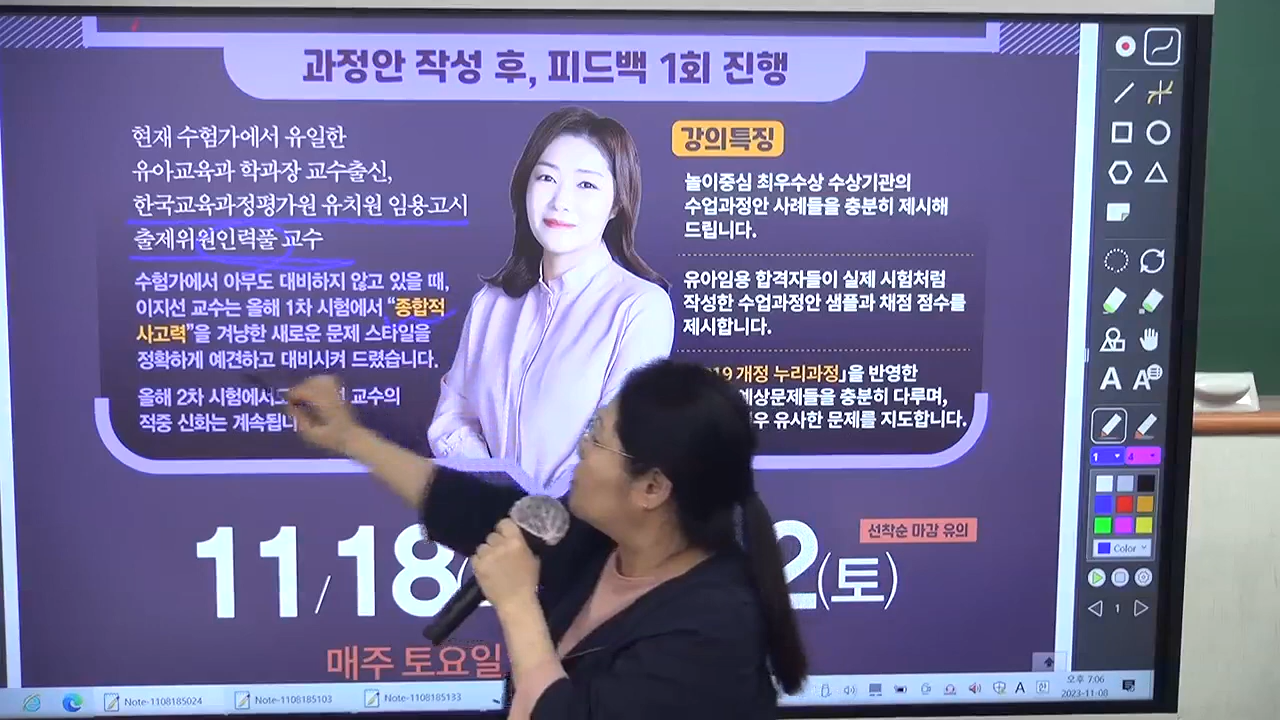 과정안 작성 후, 피드백 1회 진행
현재 수험가에서 유일한
유아교육과 학과장 교수출신,
한국교육과정평가원 유치원 임용고시
출제위원인력풀 교수
수험가에서 아무도 대비하지 않고 있을 때,
이지선 교수는 올해 1차 시험에서 "종합적
사고력"을 겨냥한 새로운 문제 스타일을
정확하게 예견하고 대비시켜 드렸습니다.
올해 2차 시험에서도 교수의
적중 신화는 계속됩니
강의특징
놀이중심 최우수상 수상기관의
수업과정안 사례들을 충분히 제시해
드립니다.
유아임용 합격자들이 실제 시험처럼
작성한 수업과정안 샘플과 채점 점수를
제시합니다.
19 개정 누리과정」을 반영한
예상문제들을 충분히 다루며,
유사한 문제를 지도합니다.
11/18(
2(토)
선착순 마감 유의
매주 토요일
A A
1 4
Color
1
Note-1108185024
Note-1108185103
Note-1108185133
A 한
오후 7:06
2023-11-08